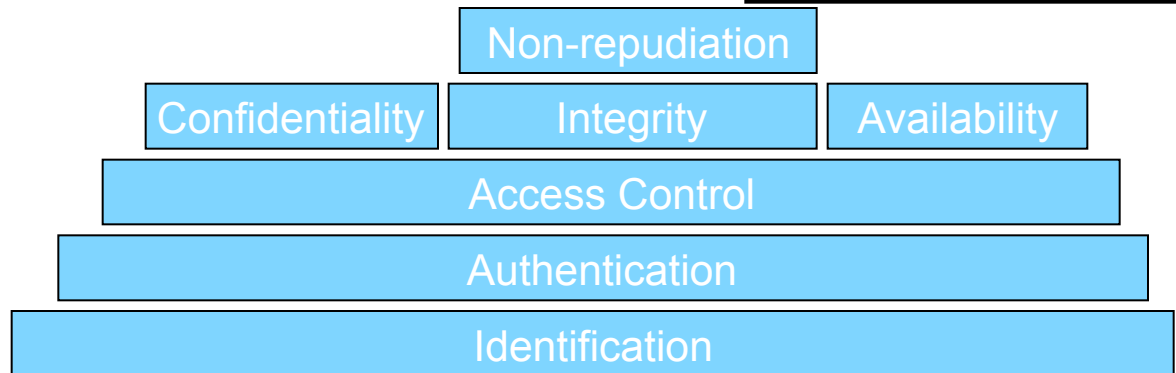 Non-repudiation
Confidentiality Integrity Availability
Access Control
Authentication
Identification